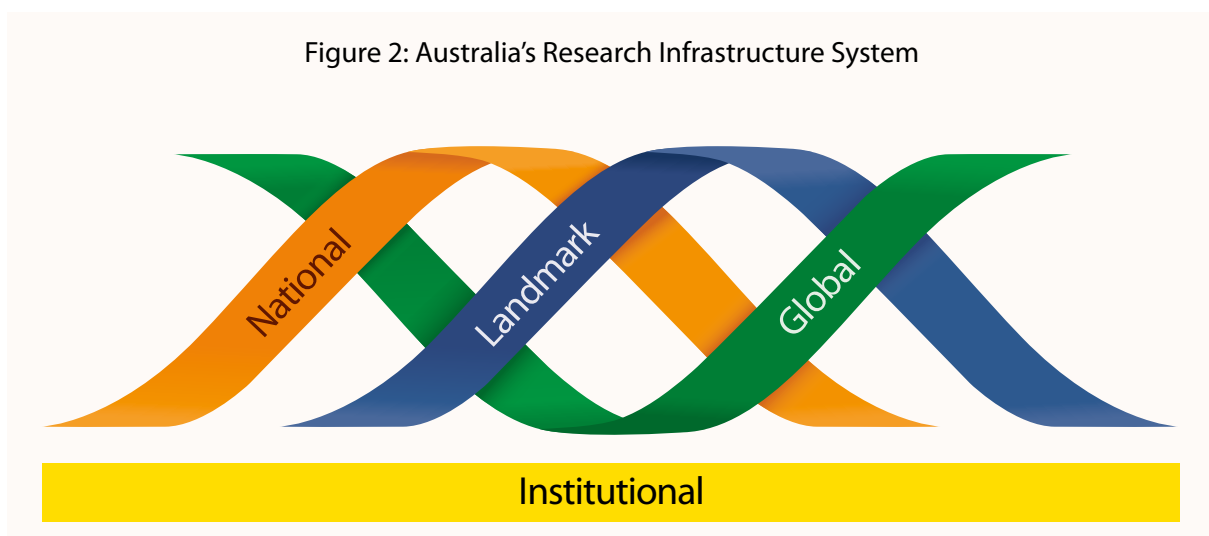 Figure 2: Australia’s Research Infrastructure System
National
Landmark
Global
Institutional